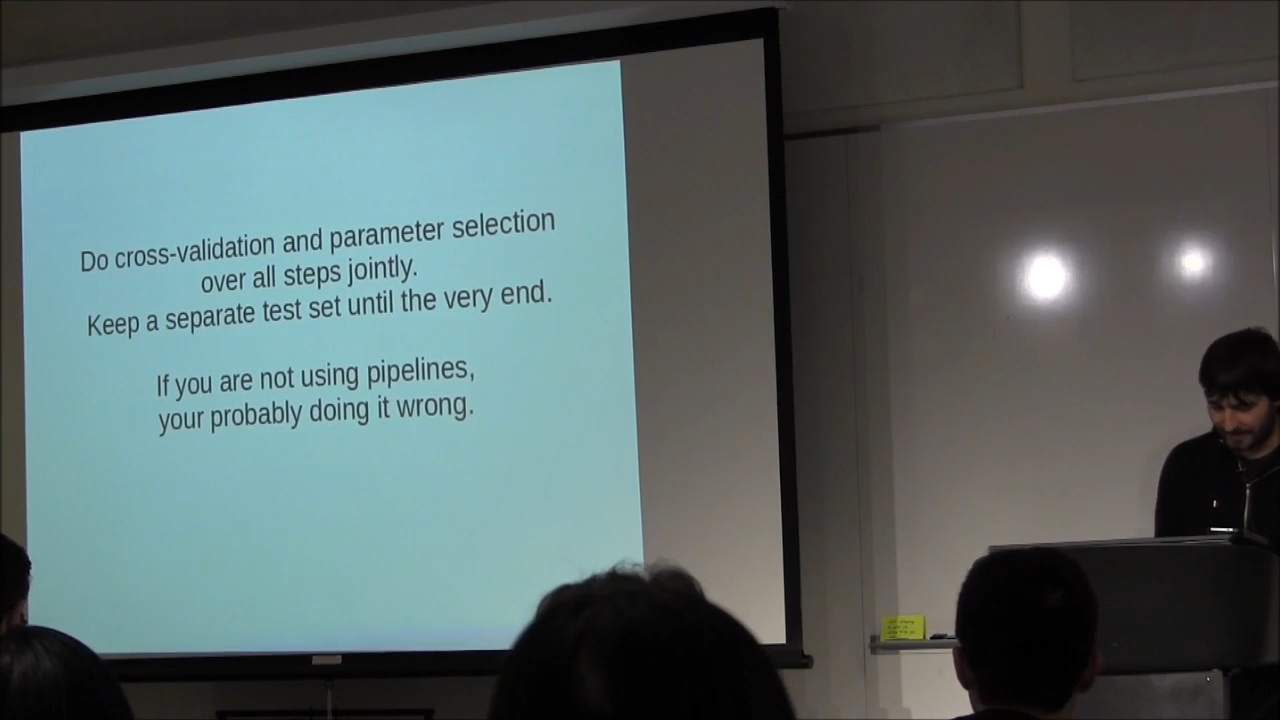 Do cross-validation and parameter selection
over all steps jointly.
Keep a separate test set until the very end.
If you are not using pipelines,
your probably doing it wrong.